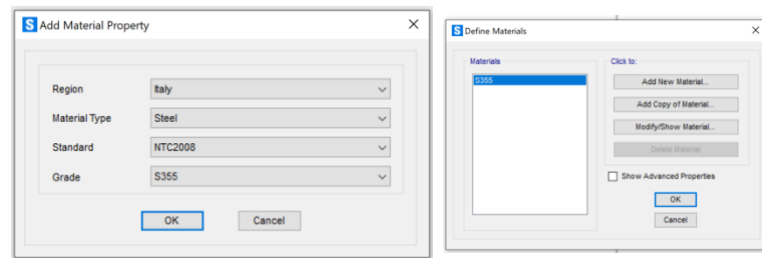 S Add Material Property
Region Italy
Material Type Steel
Standard NTC2008
Grade S355
OK Cancel
S Define Materials
Materials
S355
Click to:
Add New Material...
Add Copy of Material...
Modify/Show Material...
Delete Material
Show Advanced Properties
OK
Cancel